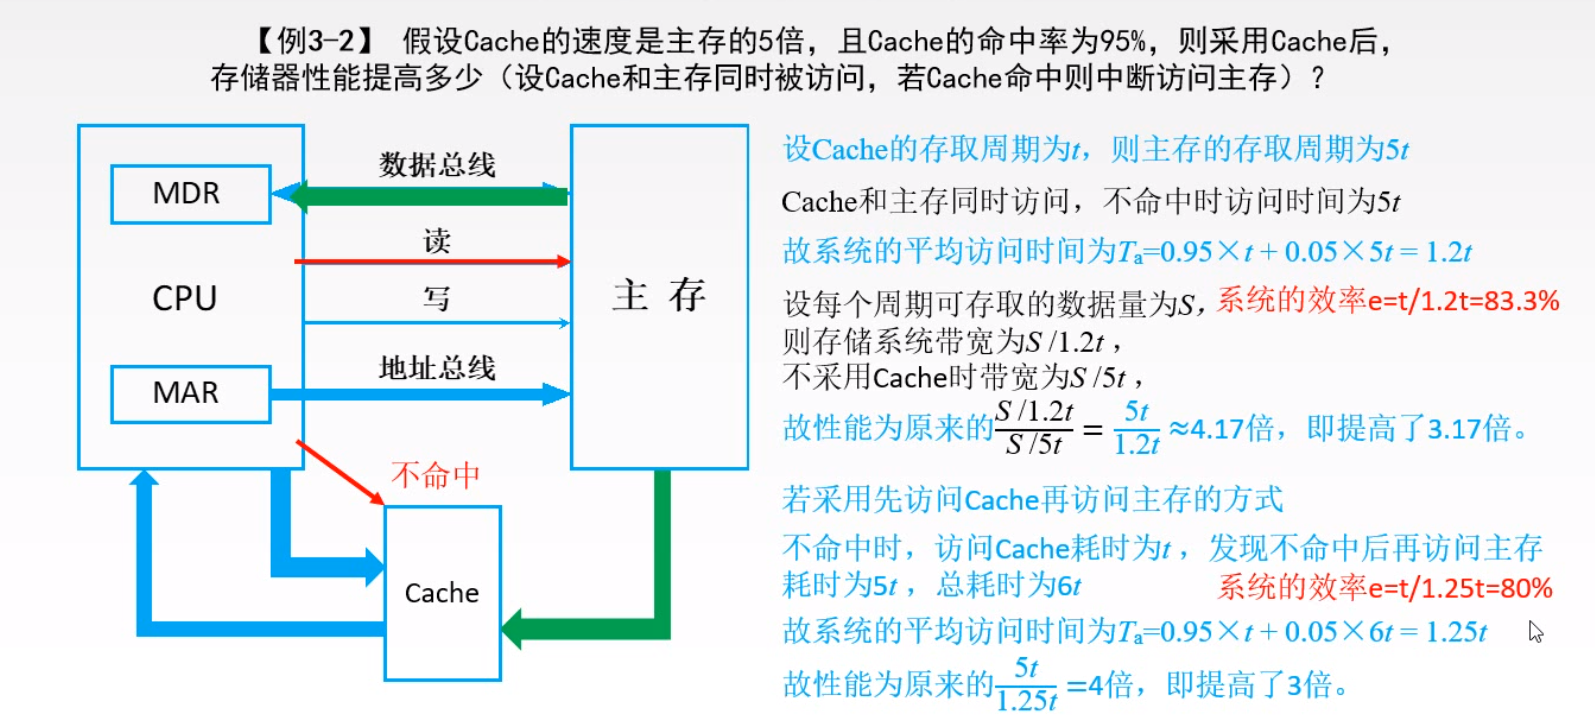 【例3-2】 假设Cache的速度是主存的5倍，且Cache的命中率为95%，则采用Cache后，
存储器性能提高多少（设Cache和主存同时被访问，若Cache命中则中断访问主存）？
MDR
CPU
MAR
数据总线
读
写
地址总线
主 存
不命中
Cache
设Cache的存取周期为t，则主存的存取周期为5t
Cache和主存同时访问，不命中时访问时间为5t
故系统的平均访问时间为Ta=0.95×t + 0.05×5t = 1.2t
设每个周期可存取的数据量为S，系统的效率e=t/1.2t=83.3%
则存储系统带宽为S /1.2t ，
不采用Cache时带宽为S /5t ，
故性能为原来的 S /1.2t / S /5t = 5t / 1.2t ≈4.17倍，即提高了3.17倍。
若采用先访问Cache再访问主存的方式
不命中时，访问Cache耗时为t ，发现不命中后再访问主存
耗时为5t ，总耗时为6t 系统的效率e=t/1.25t=80%
故系统的平均访问时间为Ta=0.95×t + 0.05×6t = 1.25t
故性能为原来的 5t / 1.25t =4倍，即提高了3倍。